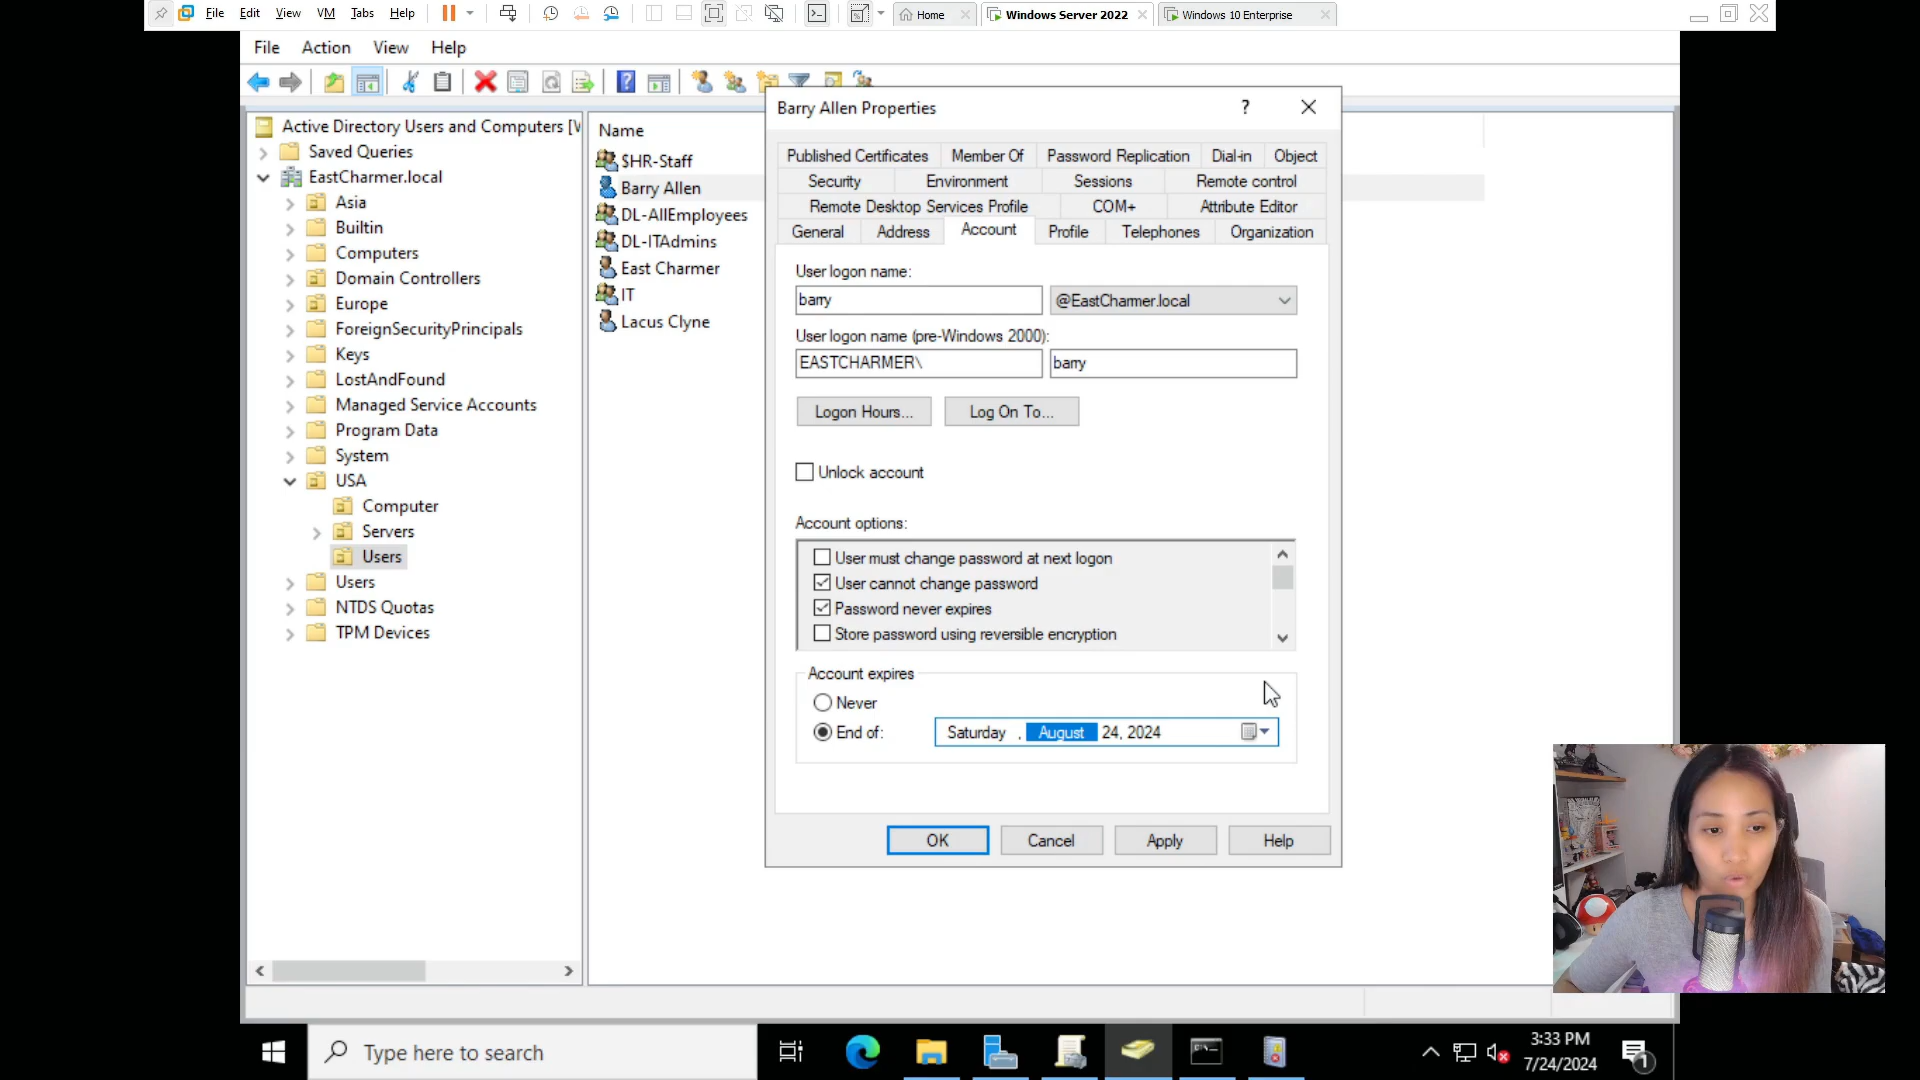 File Edit View VM Tabs Help
Home
Windows Server 2022
Windows 10 Enterprise
File Action View Help
Active Directory Users and Computers [
Saved Queries
EastCharmer.local
Asia
Builtin
Computers
Domain Controllers
Europe
ForeignSecurityPrincipals
Keys
LostAndFound
Managed Service Accounts
Program Data
System
USA
Computer
Servers
Users
Users
NTDS Quotas
TPM Devices
Name
$HR-Staff
Barry Allen
DL-AllEmployees
DL-ITAdmins
East Charmer
IT
Lacus Clyne
Barry Allen Properties
?
Published Certificates Member Of Password Replication Dial-in Object
Security Environment Sessions Remote control
Remote Desktop Services Profile COM+ Attribute Editor
General Address Account Profile Telephones Organization
User logon name:
barry @EastCharmer.local
User logon name (pre-Windows 2000):
EASTCHARMER\ barry
Logon Hours... Log On To...
Unlock account
Account options:
User must change password at next logon
User cannot change password
Password never expires
Store password using reversible encryption
Account expires
Never
End of: Saturday , August 24, 2024
OK Cancel Apply Help
Type here to search
3:33 PM
7/24/2024
1